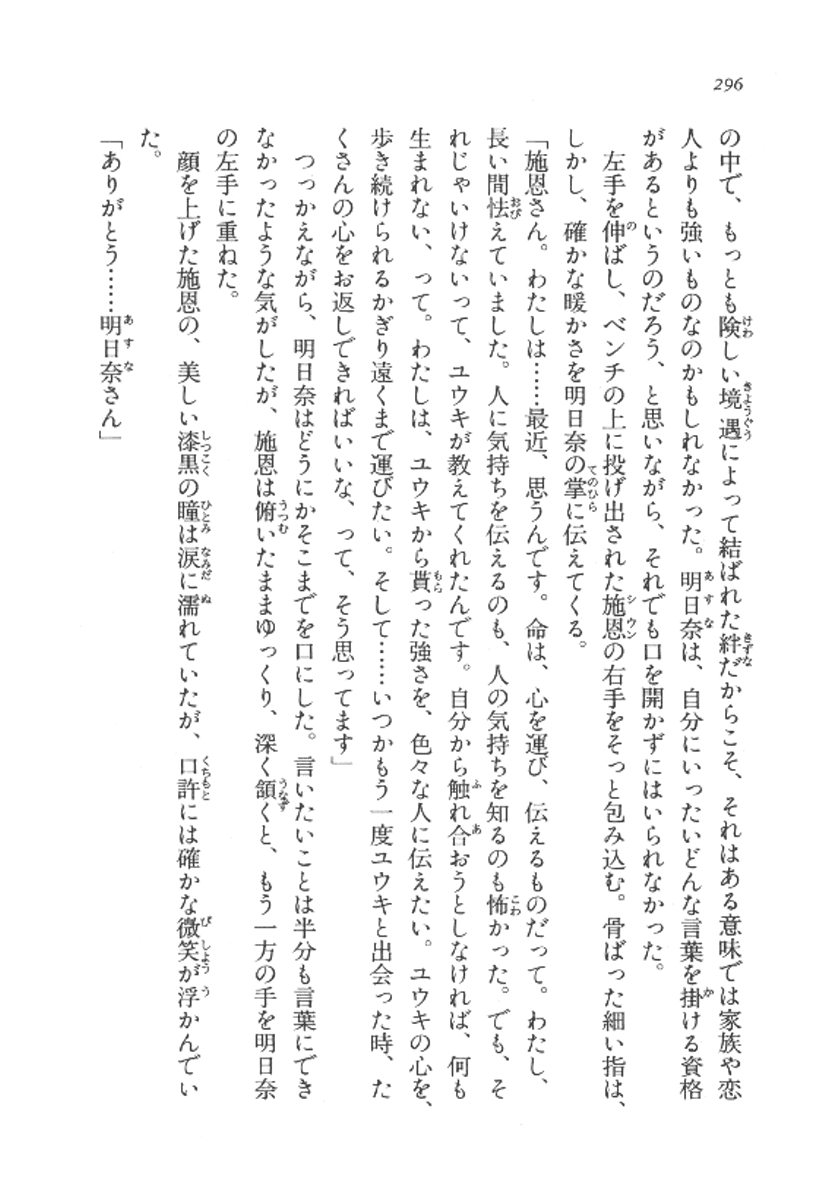 296
の中で、もっとも険しい境遇によって結ばれた絆だからこそ、それはある意味では家族や恋
人よりも強いものなのかもしれなかった。明日奈は、自分にいったいどんな言葉を掛ける資格
があるというのだろう、と思いながら、それでも口を開かずにはいられなかった。
　左手を伸ばし、ベンチの上に投げ出された施恩の右手をそっと包み込む。骨ばった細い指は、
しかし、確かな暖かさを明日奈の掌に伝えてくる。
「施恩さん。わたしは……最近、思うんです。命は、心を運び、伝えるものだって。わたし、
長い間怯えていました。人に気持ちを伝えるのも、人の気持ちを知るのも怖かった。でも、そ
れじゃいけないって、ユウキが教えてくれたんです。自分から触れ合おうとしなければ、何も
生まれない、って。わたしは、ユウキから貰った強さを、色々な人に伝えたい。ユウキの心を、
歩き続けられるかぎり遠くまで運びたい。そして……いつかもう一度ユウキと出会った時、た
くさんの心をお返しできればいいな、って、そう思ってます」
　つっかえながら、明日奈はどうにかそこまでを口にした。言いたいことは半分も言葉にでき
なかったような気がしたが、施恩は俯いたままゆっくり、深く頷くと、もう一方の手を明日奈
の左手に重ねた。
　顔を上げた施恩の、美しい漆黒の瞳は涙に濡れていたが、口許には確かな微笑が浮かんでい
た。
「ありがとう……明日奈さん」